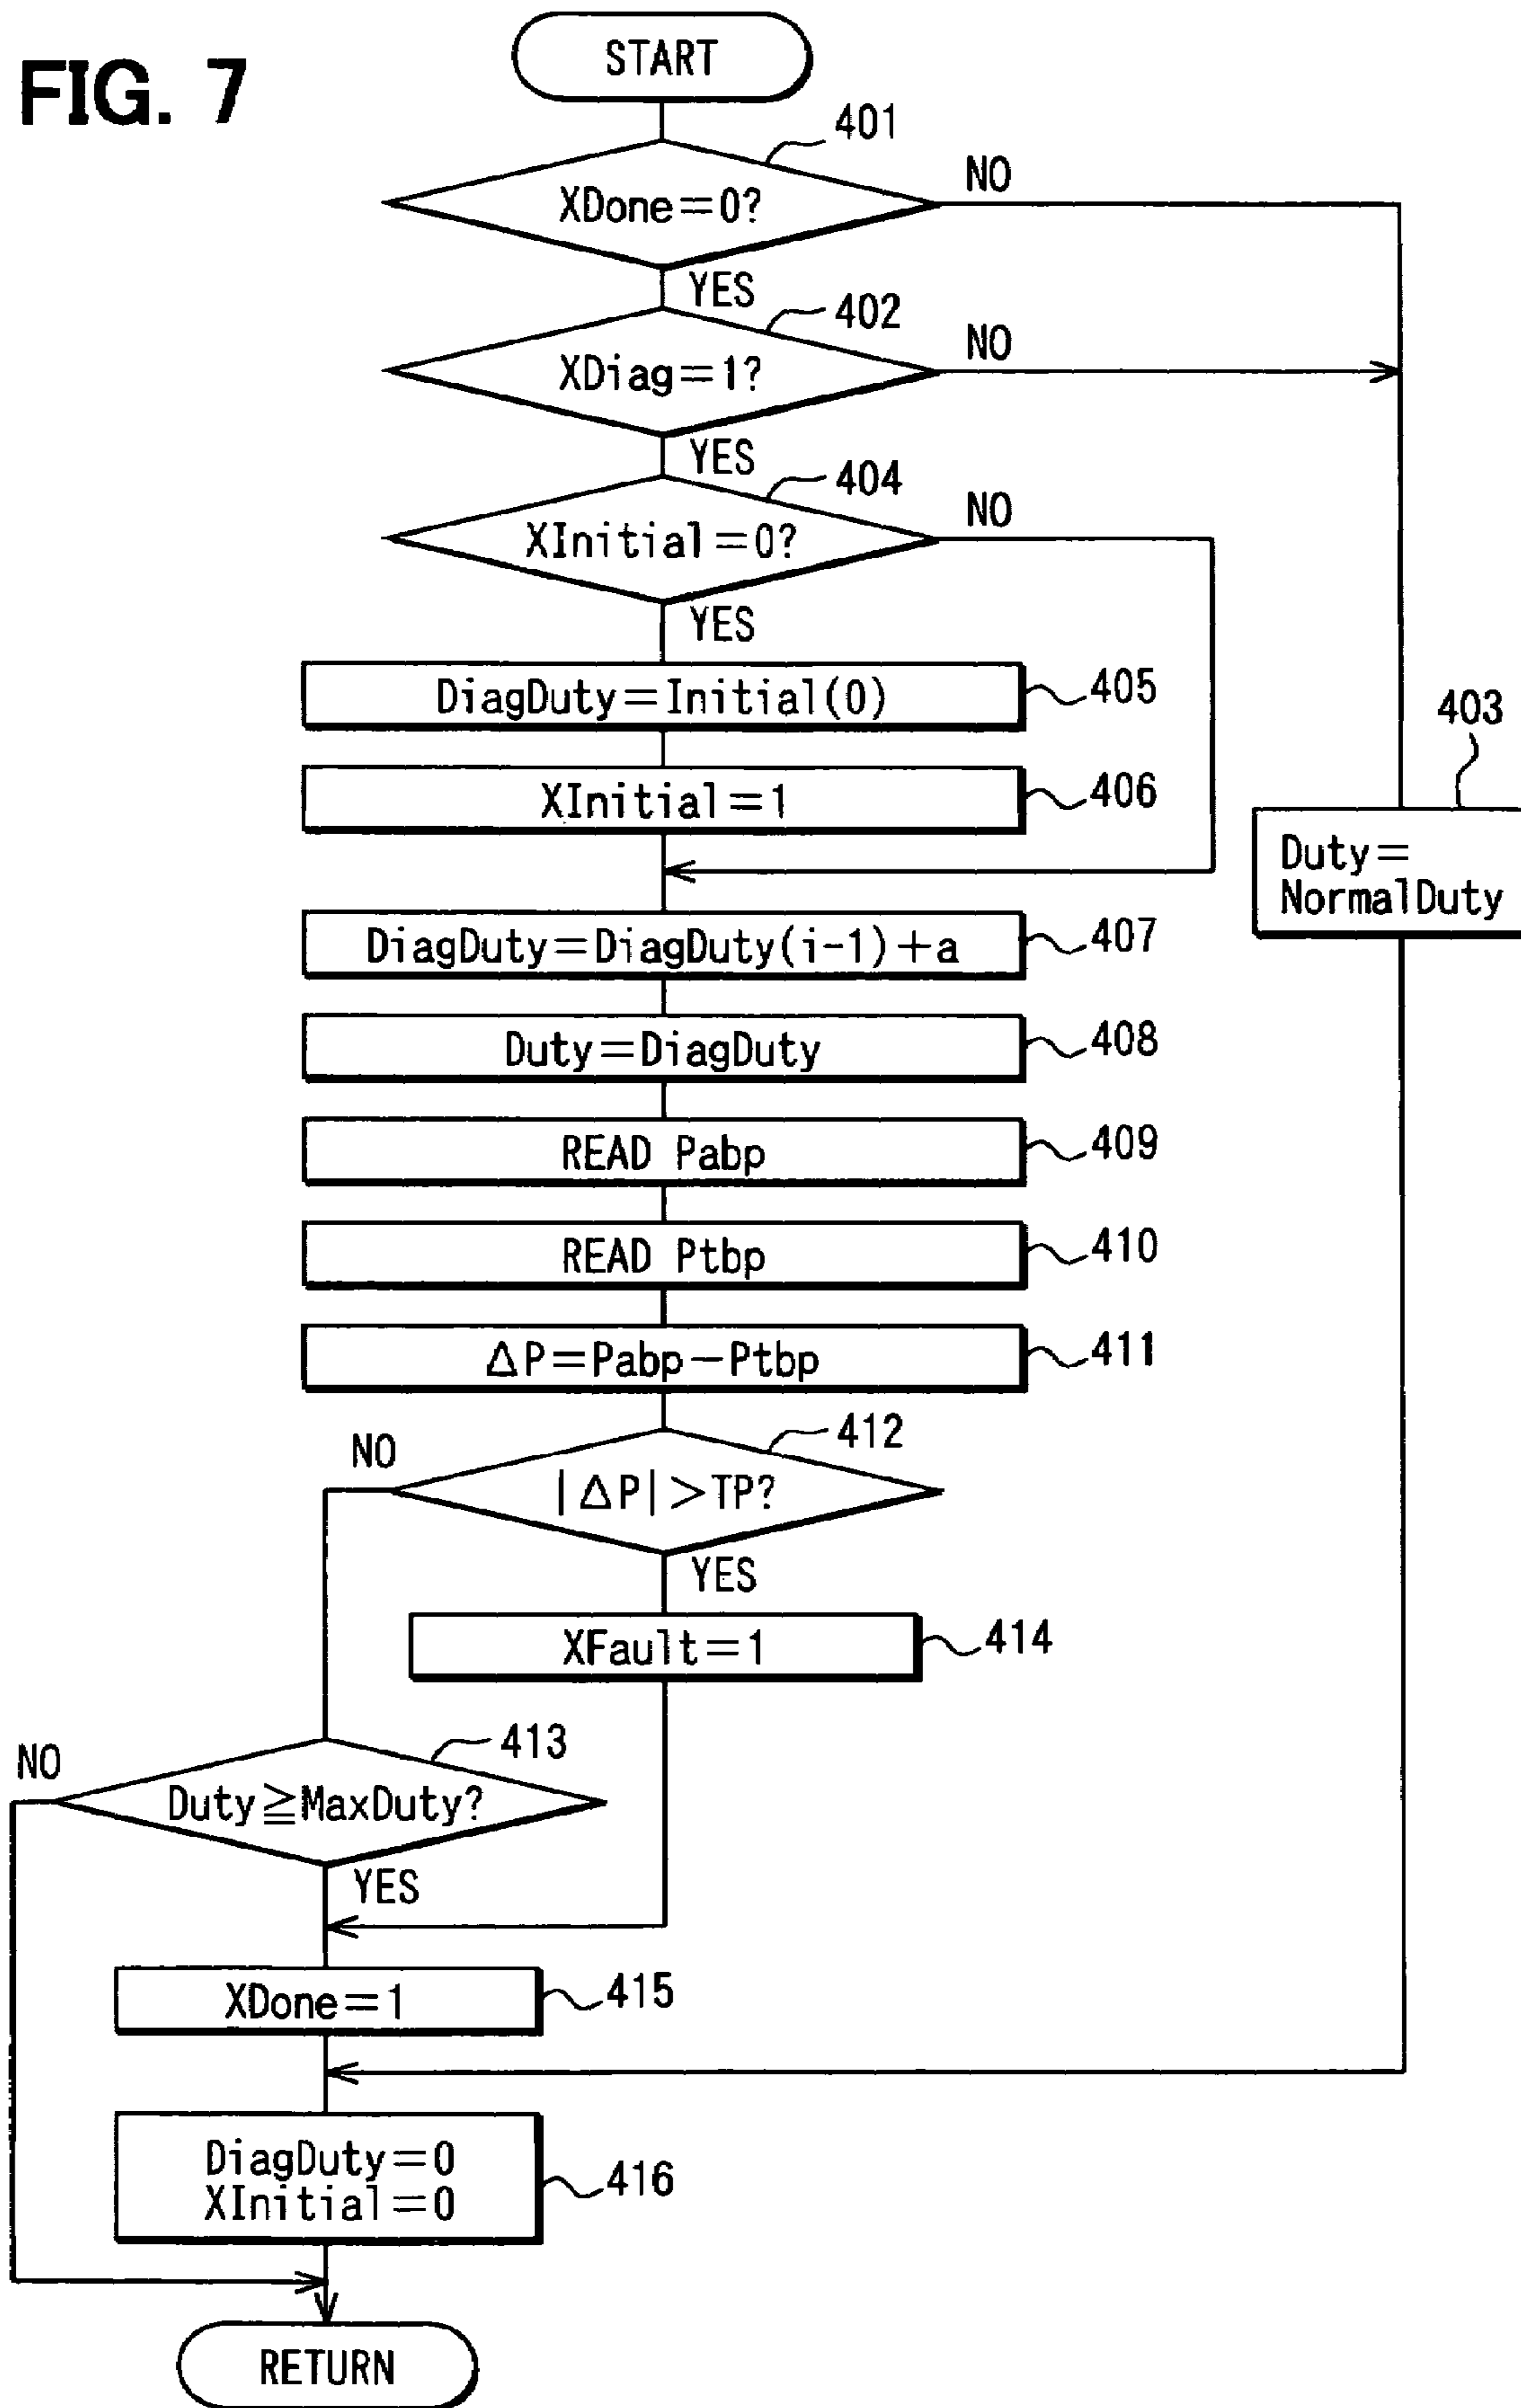 FIG. 7
START
401
XDone=0?
NO
YES
402
XDiag=1?
NO
YES
404
XInitial=0?
NO
YES
DiagDuty=Initial(0)
405
403
XInitial=1
406
Duty=
NormalDuty
DiagDuty=DiagDuty(i-1)+a
407
Duty=DiagDuty
408
READ Pabp
409
READ Ptbp
410
ΔP=Pabp-Ptbp
411
412
NO
|ΔP|>TP?
YES
XFault=1
414
413
NO
Duty≧MaxDuty?
YES
XDone=1
415
DiagDuty=0
XInitial=0
416
RETURN